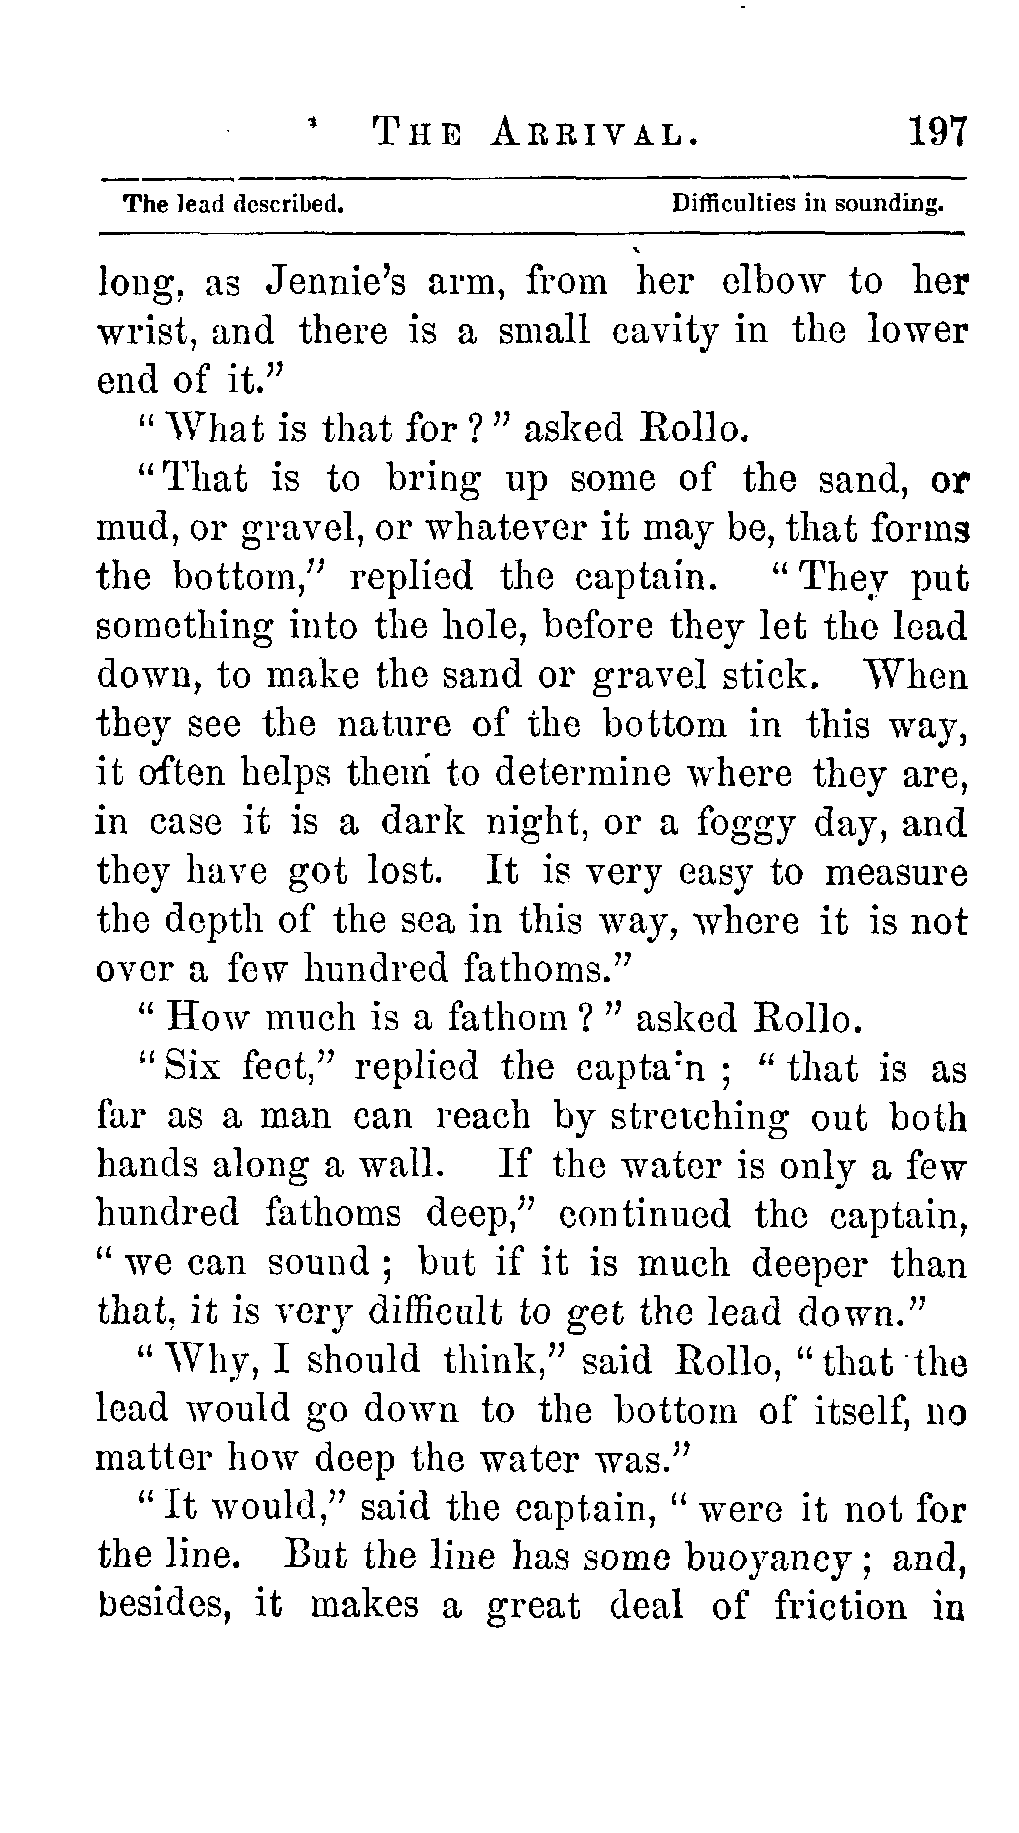 THE ARRIVAL. 197
The lead described. Difficulties in sounding.
long, as Jennie's arm, from her elbow to her
wrist, and there is a small cavity in the lower
end of it."
"What is that for?" asked Rollo.
"That is to bring up some of the sand, or
mud, or gravel, or whatever it may be, that forms
the bottom," replied the captain. "They put
something into the hole, before they let the lead
down, to make the sand or gravel stick. When
they see the nature of the bottom in this way,
it often helps them to determine where they are,
in case it is a dark night, or a foggy day, and
they have got lost. It is very easy to measure
the depth of the sea in this way, where it is not
over a few hundred fathoms."
"How much is a fathom?" asked Rollo.
"Six feet," replied the captain; "that is as
far as a man can reach by stretching out both
hands along a wall. If the water is only a few
hundred fathoms deep," continued the captain,
"we can sound; but if it is much deeper than
that, it is very difficult to get the lead down."
"Why, I should think," said Rollo, "that the
lead would go down to the bottom of itself, no
matter how deep the water was."
"It would," said the captain, "were it not for
the line. But the line has some buoyancy; and,
besides, it makes a great deal of friction in